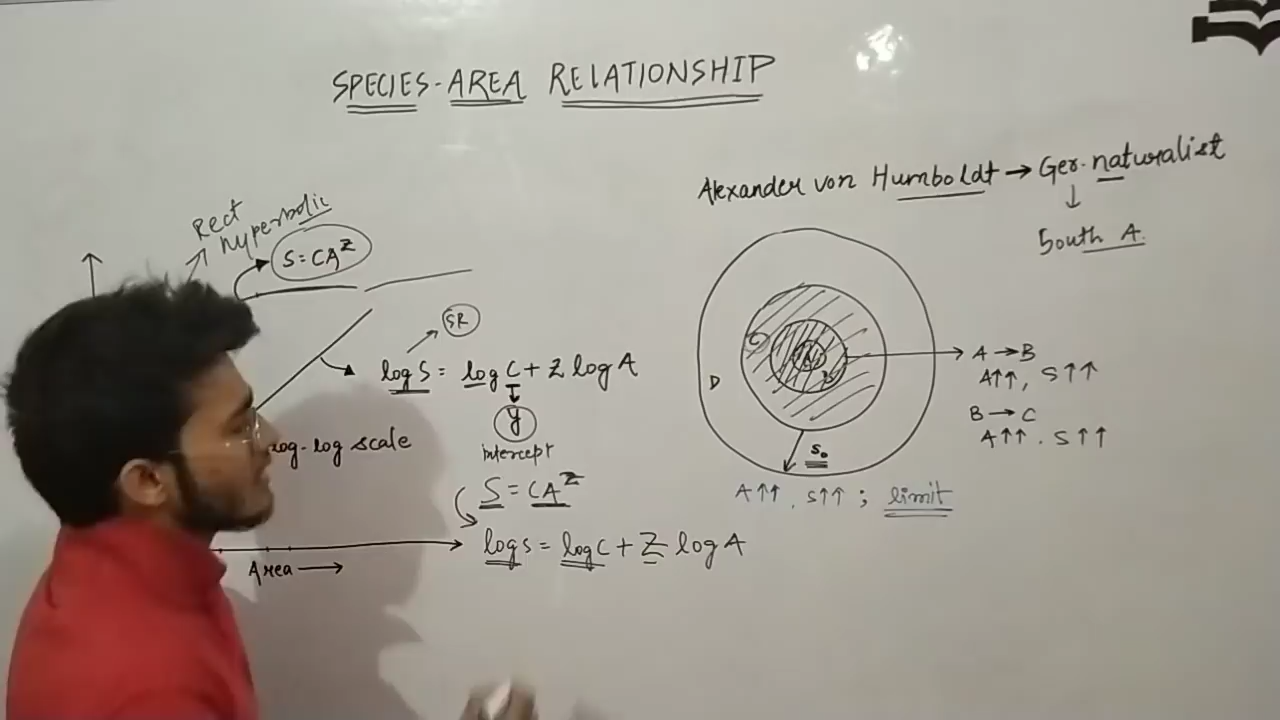 SPECIES-AREA RELATIONSHIP
Alexander von Humboldt → Ger. naturalist
↓
South A.
Rect
hyperbolic
S = CA^Z
SR
log S = log C + Z log A
y
intercept
log-log scale
S = CA^Z
log S = log C + Z log A
Area →
C
D
A → B
A↑↑, S↑↑
B → C
A↑↑. S↑↑
S₀
A↑↑, S↑↑ ; limit